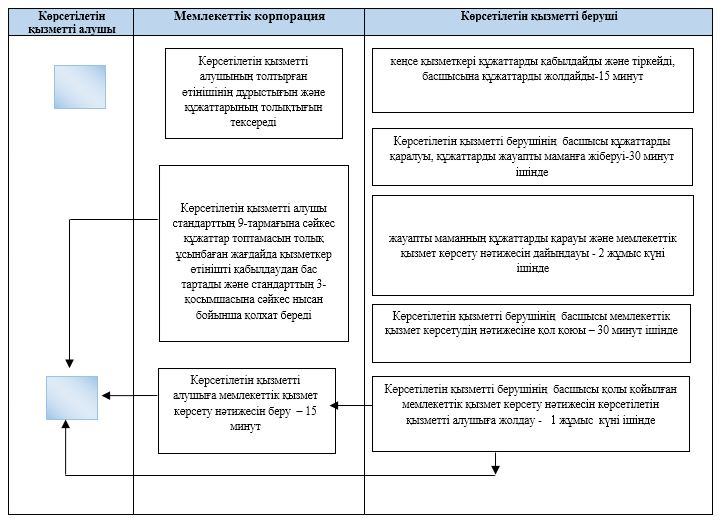 Көрсетілетін
қызметті алушы
Мемлекеттік корпорация
Көрсетілетін қызметті беруші
Көрсетілетін қызметті
алушының толтырған
өтінішінің дұрыстығын және
құжаттарының толықтығын
тексереді
кеңсе қызметкері құжаттарды қабылдайды және тіркейді,
басшысына құжаттарды жолдайды-15 минут
Көрсетілетін қызметті берушінің басшысы құжаттарды
қаралуы, құжаттарды жауапты маманға жіберуі-30 минут
ішінде
Көрсетілетін қызметті алушы
стандарттың 9-тармағына сәйкес
құжаттар топтамасын толық
ұсынбаған жағдайда қызметкер
өтінішті қабылдаудан бас
тартады және стандарттың 3-
қосымшасына сәйкес нысан
бойынша қолхат береді
жауапты маманның құжаттарды қарауы және мемлекеттік
қызмет көрсету нәтижесін дайындауы - 2 жұмыс күні
ішінде
Көрсетілетін қызметті берушінің басшысы мемлекеттік
қызмет көрсетудің нәтижесіне қол қоюы – 30 минут ішінде
Көрсетілетін қызметті
алушыға мемлекеттік қызмет
көрсету нәтижесін беру – 15
минут
Көрсетілетін қызметті берушінің басшысы қолы қойылған
мемлекеттік қызмет көрсету нәтижесін көрсетілетін
қызметті алушыға жолдау - 1 жұмыс күні ішінде